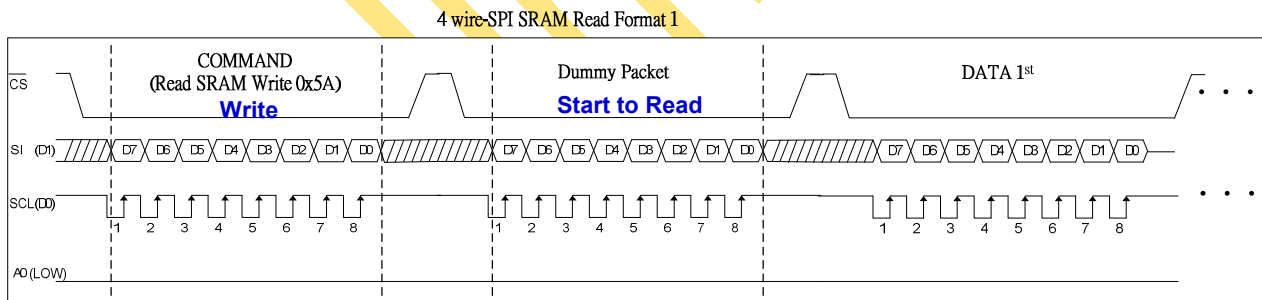 4 wire-SPI SRAM Read Format 1
COMMAND
(Read SRAM Write 0x5A)
Write
Dummy Packet
Start to Read
DATA 1st
CS
SI (D1) D7 D6 D5 D4 D3 D2 D1 D0 D7 D6 D5 D4 D3 D2 D1 D0 D7 D6 D5 D4 D3 D2 D1 D0
SCL(D0)
1 2 3 4 5 6 7 8 1 2 3 4 5 6 7 8 1 2 3 4 5 6 7 8
A0 (LOW)